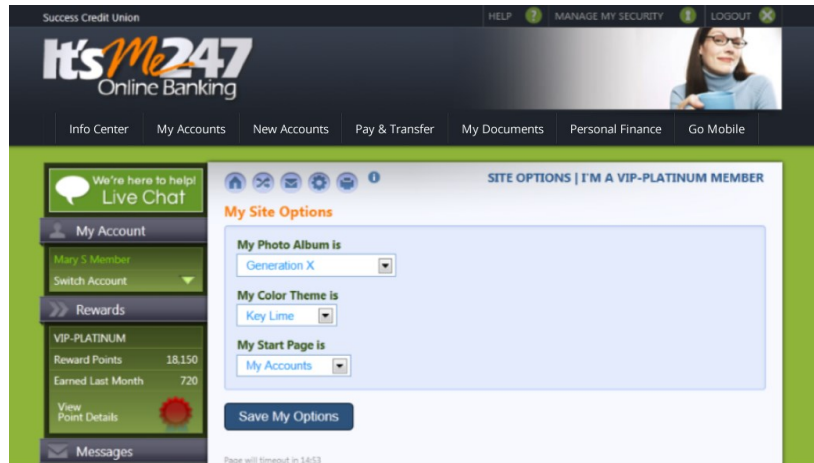 Success Credit Union
HELP
MANAGE MY SECURITY
LOGOUT
It'sMe247
Online Banking
Info Center
My Accounts
New Accounts
Pay & Transfer
My Documents
Personal Finance
Go Mobile
We're here to help!
Live Chat
SITE OPTIONS | I'M A VIP-PLATINUM MEMBER
My Site Options
My Account
Mary S Member
Switch Account
Rewards
VIP-PLATINUM
Reward Points 18,150
Earned Last Month 720
View
Point Details
Messages
My Photo Album is
Generation X
My Color Theme is
Key Lime
My Start Page is
My Accounts
Save My Options
Page will timeout in 14:53